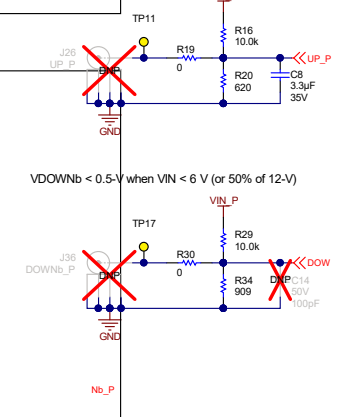 TP11
R16
10.0k
J26
UP_P
DNP
R19
0
UP_P
R20
620
C8
3.3µF
35V
GND
VDOWNb < 0.5-V when VIN < 6 V (or 50% of 12-V)
VIN_P
TP17
R29
10.0k
J36
DOWNb_P
DNP
R30
0
DOW
R34
909
DNP
C14
50V
100pF
GND
Nb_P